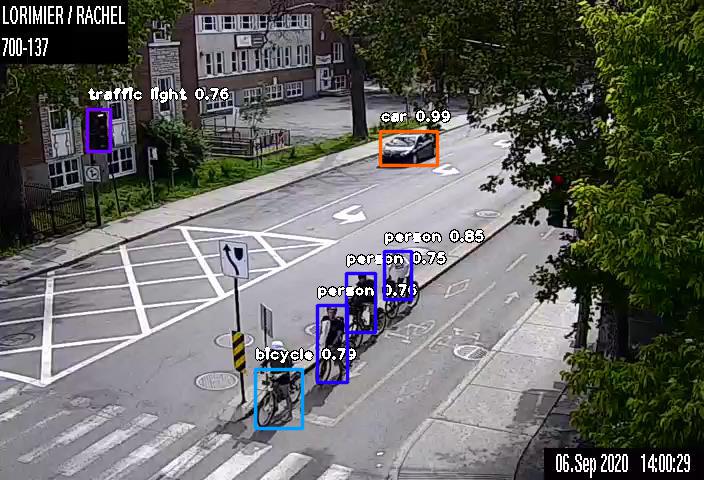 LORIMIER / RACHEL
700-137
traffic light 0.76
car 0.99
person 0.85
person 0.75
person 0.76
bicycle 0.79
06.Sep 2020 14:00:29